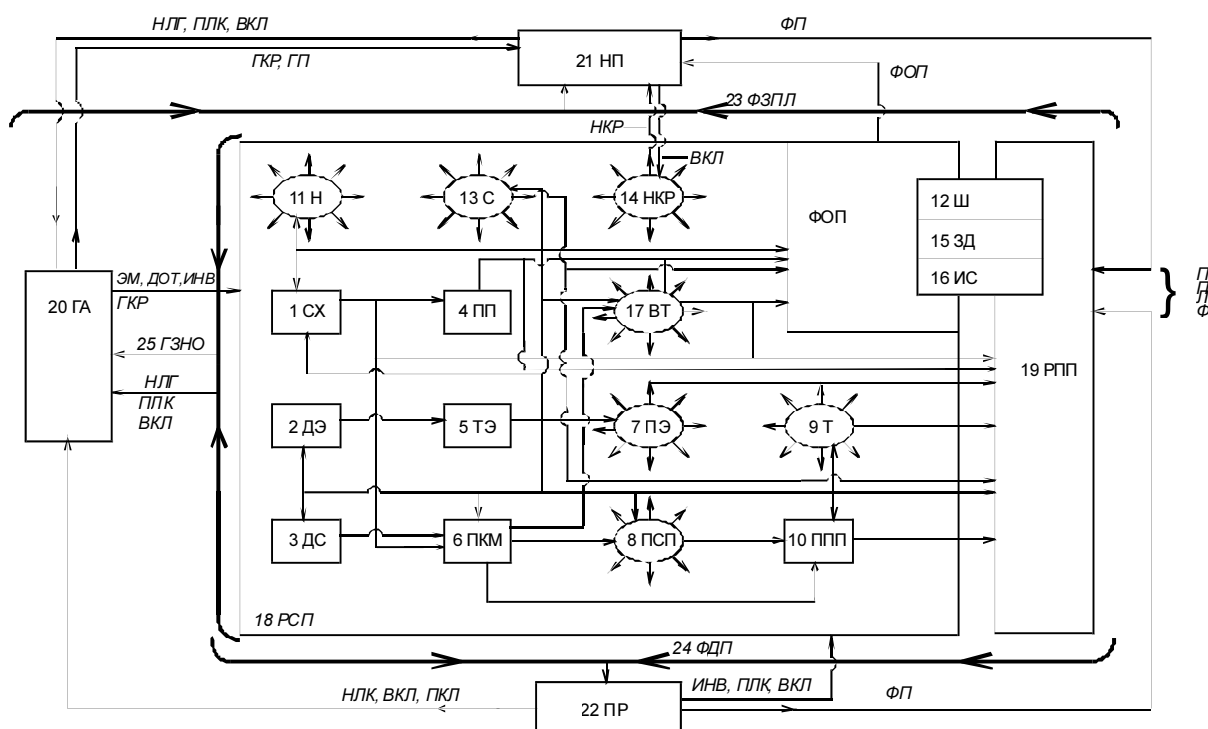 НЛГ, ПЛК, ВКЛ
ФП
21 НП
ГКР, ГП
ФОП
23 ФЗПЛ
НКР
ВКЛ
11 Н
13 С
14 НКР
ФОП
12 Ш
15 ЗД
16 ИС
20 ГА
ЭМ, ДОТ,ИНВ
ГКР
1 СХ
4 ПП
17 ВТ
25 ГЗНО
НЛГ
ПЛК
ВКЛ
19 РПП
2 ДЭ
5 ТЭ
7 ПЭ
9 Т
3 ДС
6 ПКМ
8 ПСП
10 ППП
18 РСП
24 ФДП
НЛК, ВКЛ, ПКЛ
ИНВ, ПЛК, ВКЛ
ФП
22 ПР